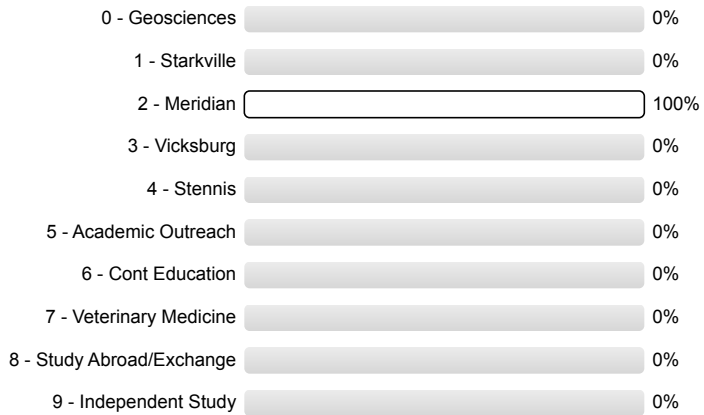 0 - Geosciences 0%
1 - Starkville 0%
2 - Meridian 100%
3 - Vicksburg 0%
4 - Stennis 0%
5 - Academic Outreach 0%
6 - Cont Education 0%
7 - Veterinary Medicine 0%
8 - Study Abroad/Exchange 0%
9 - Independent Study 0%